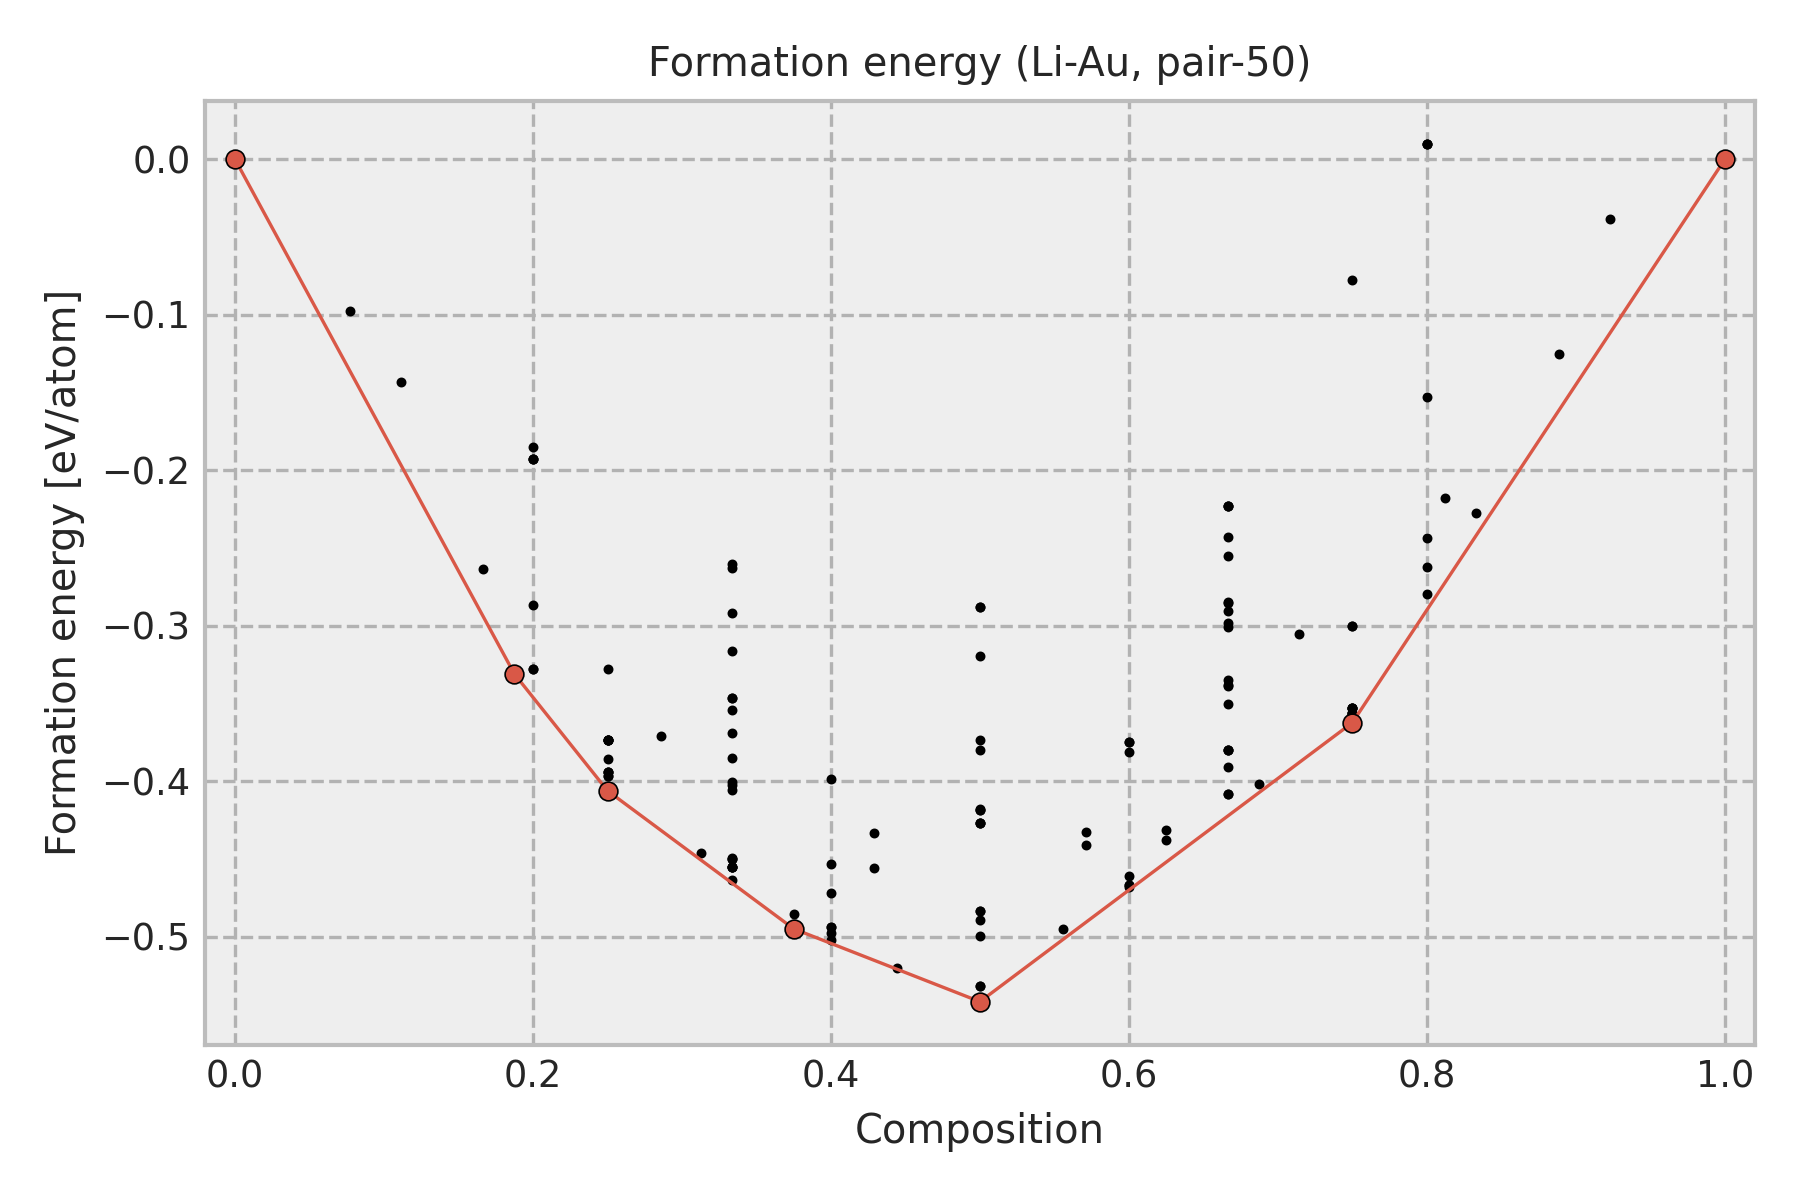 Formation energy (Li-Au, pair-50)
Formation energy [eV/atom]
0.0
−0.1
−0.2
−0.3
−0.4
−0.5
0.0 0.2 0.4 0.6 0.8 1.0
Composition